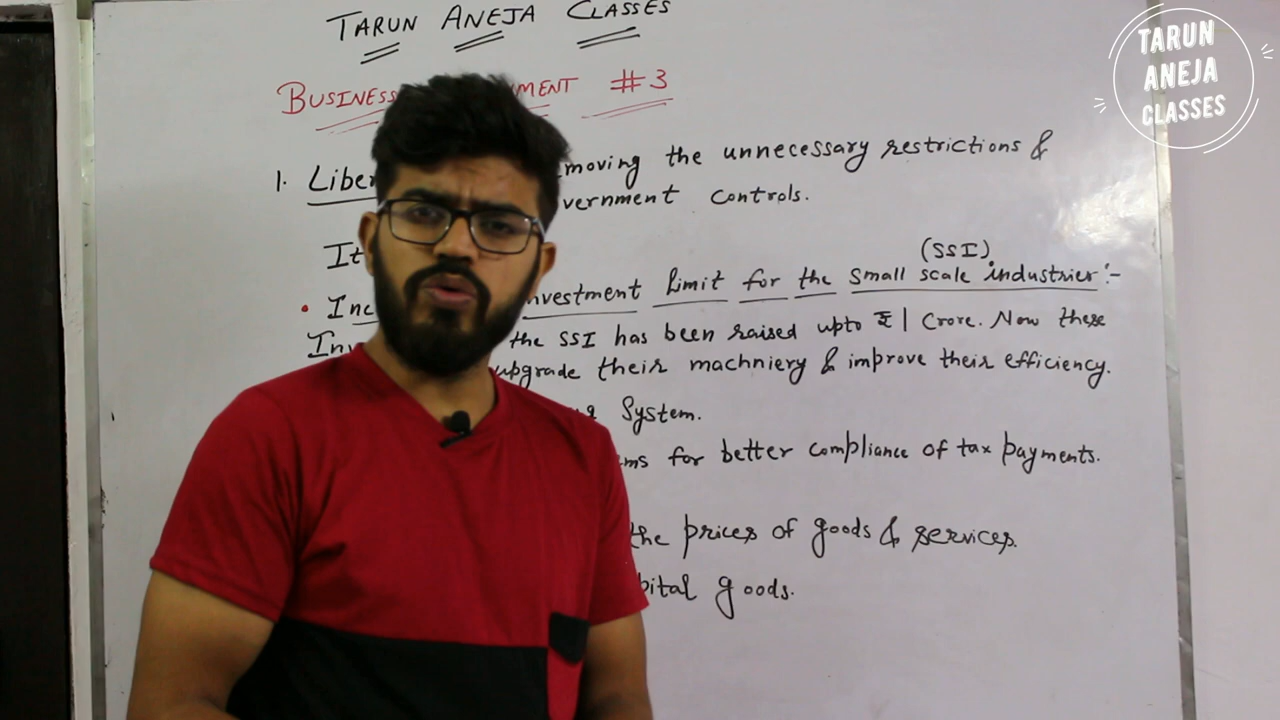 TARUN ANEJA CLASSES
BUSINESS MENT #3
1. Liber moving the unnecessary restrictions &
vernment controls.
It
(SSI)
• Inc nvestment limit for the small scale industries :-
Inv the SSI has been raised upto ₹ 1 Crore. Now these
upgrade their machniery & improve their efficiency.
System.
ms for better compliance of tax payments.
the prices of goods & services.
pital goods.
TARUN
ANEJA
CLASSES